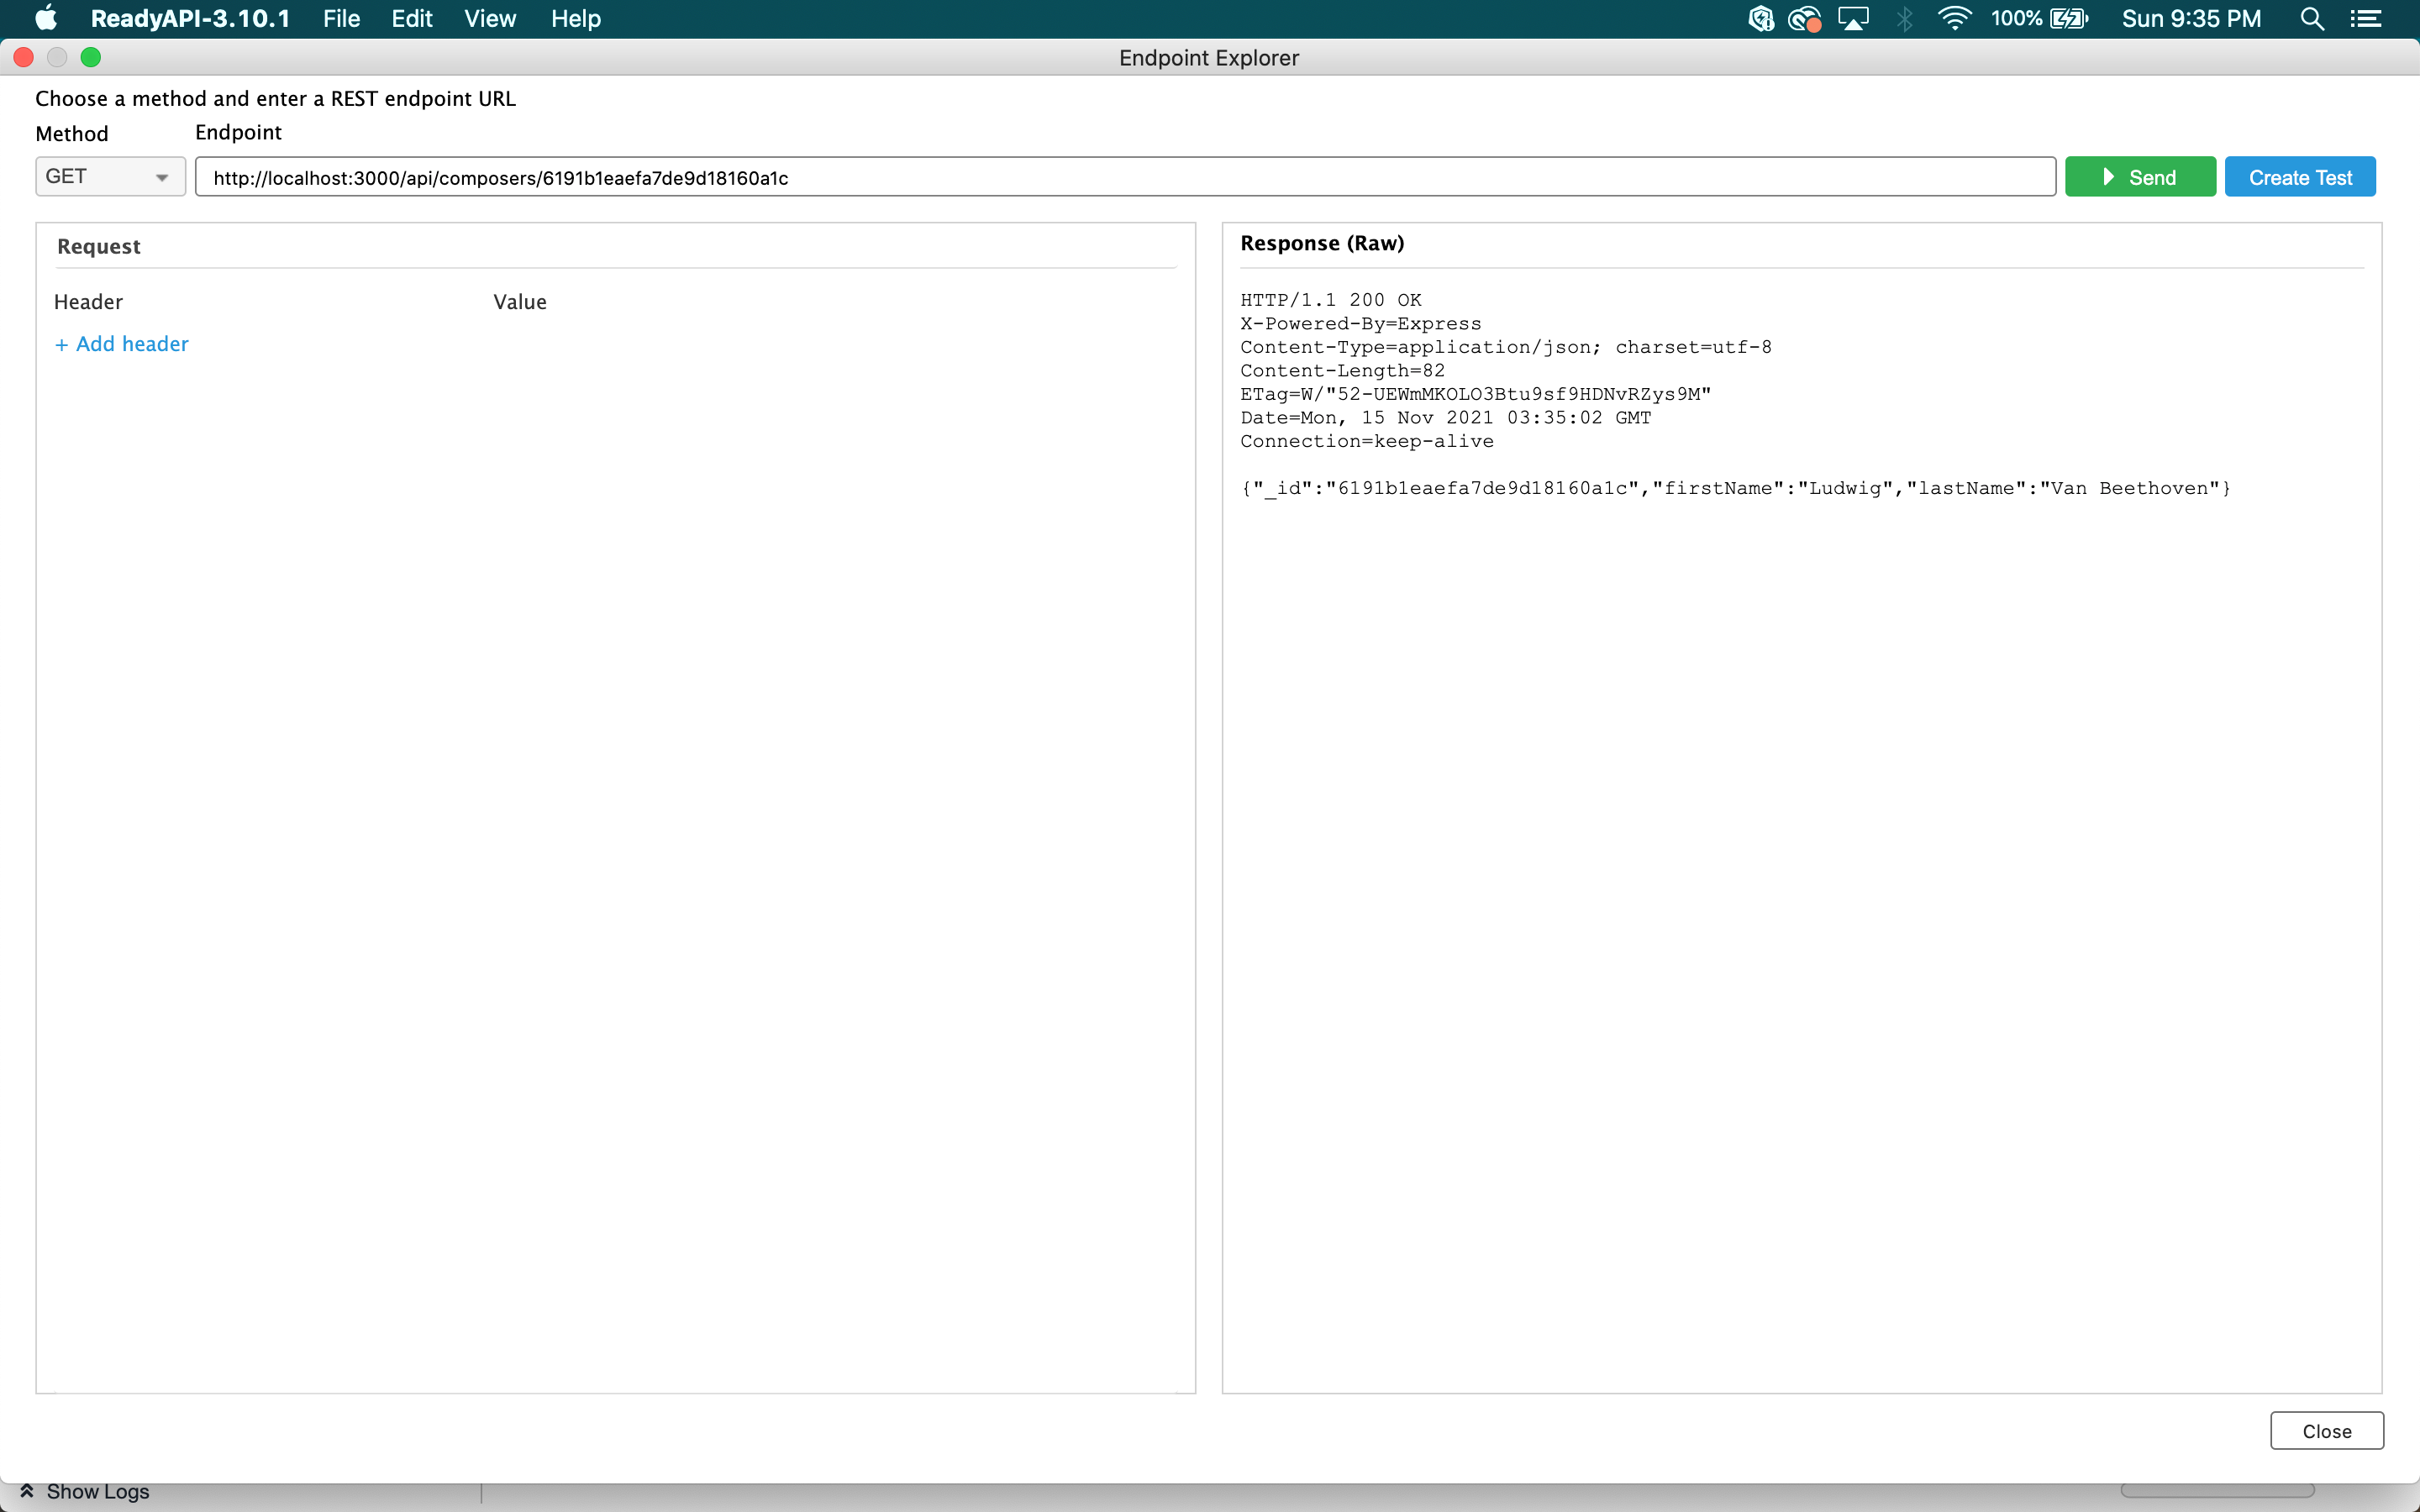 ReadyAPI-3.10.1 File Edit View Help 100% Sun 9:35 PM
Endpoint Explorer
Choose a method and enter a REST endpoint URL
Method Endpoint
GET http://localhost:3000/api/composers/6191b1eaefa7de9d18160a1c Send Create Test
Request
Header Value
+ Add header
Response (Raw)
HTTP/1.1 200 OK
X-Powered-By=Express
Content-Type=application/json; charset=utf-8
Content-Length=82
ETag=W/"52-UEWmMKOLO3Btu9sf9HDNvRZys9M"
Date=Mon, 15 Nov 2021 03:35:02 GMT
Connection=keep-alive
{"_id":"6191b1eaefa7de9d18160a1c","firstName":"Ludwig","lastName":"Van Beethoven"}
Close
Show Logs